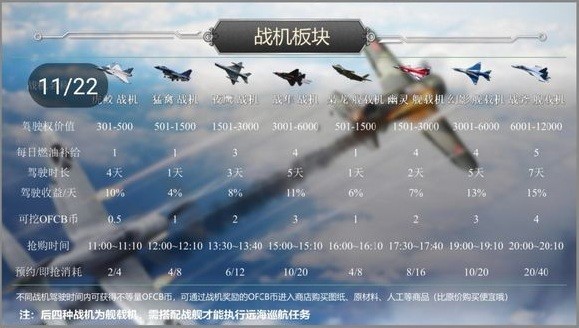 战机板块
11/22
战机 猛禽 战机 夜鹰 战机 战斧 战机 枭龙 舰载机 幽灵 舰载机 幻影 舰载机 舰载机
驾驶权价值 301-500 501-1500 1501-3000 3001-6000 501-1500 1501-3000 3001-6000 6001-12000
每日燃油补给 1 1 3 4 1 4 4 5
驾驶时长 4天 1天 3天 5天 1天 2天 5天 7天
驾驶收益/天 10% 4% 8% 11% 6% 7% 13% 15%
可挖OFCB币 0.5 1 2 3 1 2 3 4
抢购时间 11:00~11:10 12:00~12:10 13:30~13:40 15:00~15:10 16:00~16:10 17:30~17:40 19:00~19:10 20:00~20:10
预约/即抢消耗 2/4 4/8 6/12 10/20 4/8 8/16 10/20 20/40
不同战机驾驶时间内可获得不等量OFCB币，可通过战机奖励的OFCB币进入商店购买图纸、原材料、人工等商品（比原价购买便宜哦）
注：后四种战机为舰载机，需搭配战舰才能执行远海巡航任务